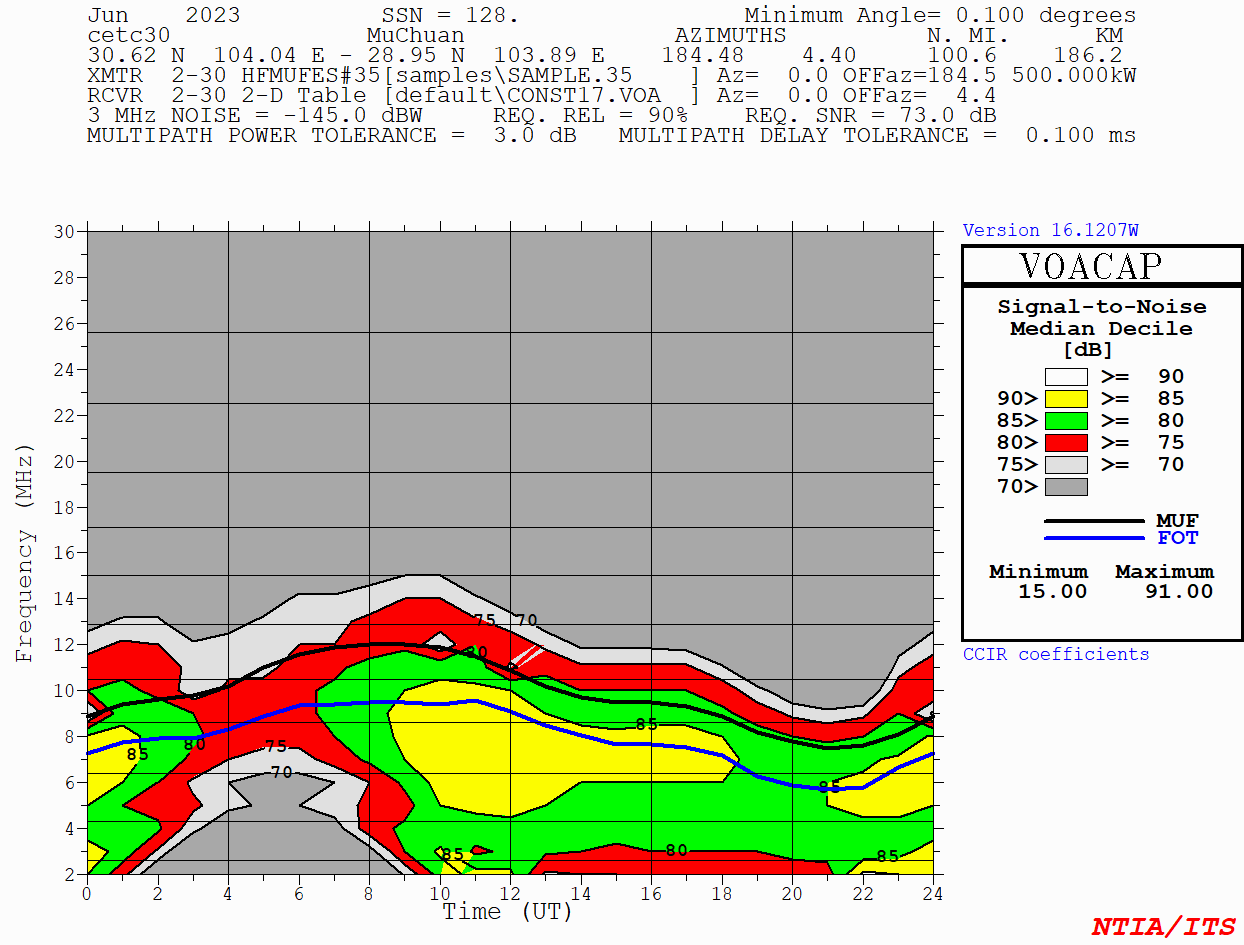 Jun 2023 SSN = 128. Minimum Angle= 0.100 degrees
cetc30 MuChuan AZIMUTHS N. MI. KM
30.62 N 104.04 E - 28.95 N 103.89 E 184.48 4.40 100.6 186.2
XMTR 2-30 HFMUFES#35[samples\SAMPLE.35 ] Az= 0.0 OFFaz=184.5 500.000kW
RCVR 2-30 2-D Table [default\CONST17.VOA ] Az= 0.0 OFFaz= 4.4
3 MHz NOISE = -145.0 dBW REQ. REL = 90% REQ. SNR = 73.0 dB
MULTIPATH POWER TOLERANCE = 3.0 dB MULTIPATH DELAY TOLERANCE = 0.100 ms
30
28
26
24
22
20
18
16
14
12
10
8
6
4
2
Frequency (MHz)
0 2 4 6 8 10 12 14 16 18 20 22 24
Time (UT)
75 70
80
85
80
75
85
70
85
85
80
85
Version 16.1207W
VOACAP
Signal-to-Noise
Median Decile
[dB]
>= 90
90> >= 85
85> >= 80
80> >= 75
75> >= 70
70>
MUF
FOT
Minimum Maximum
15.00 91.00
CCIR coefficients
NTIA/ITS